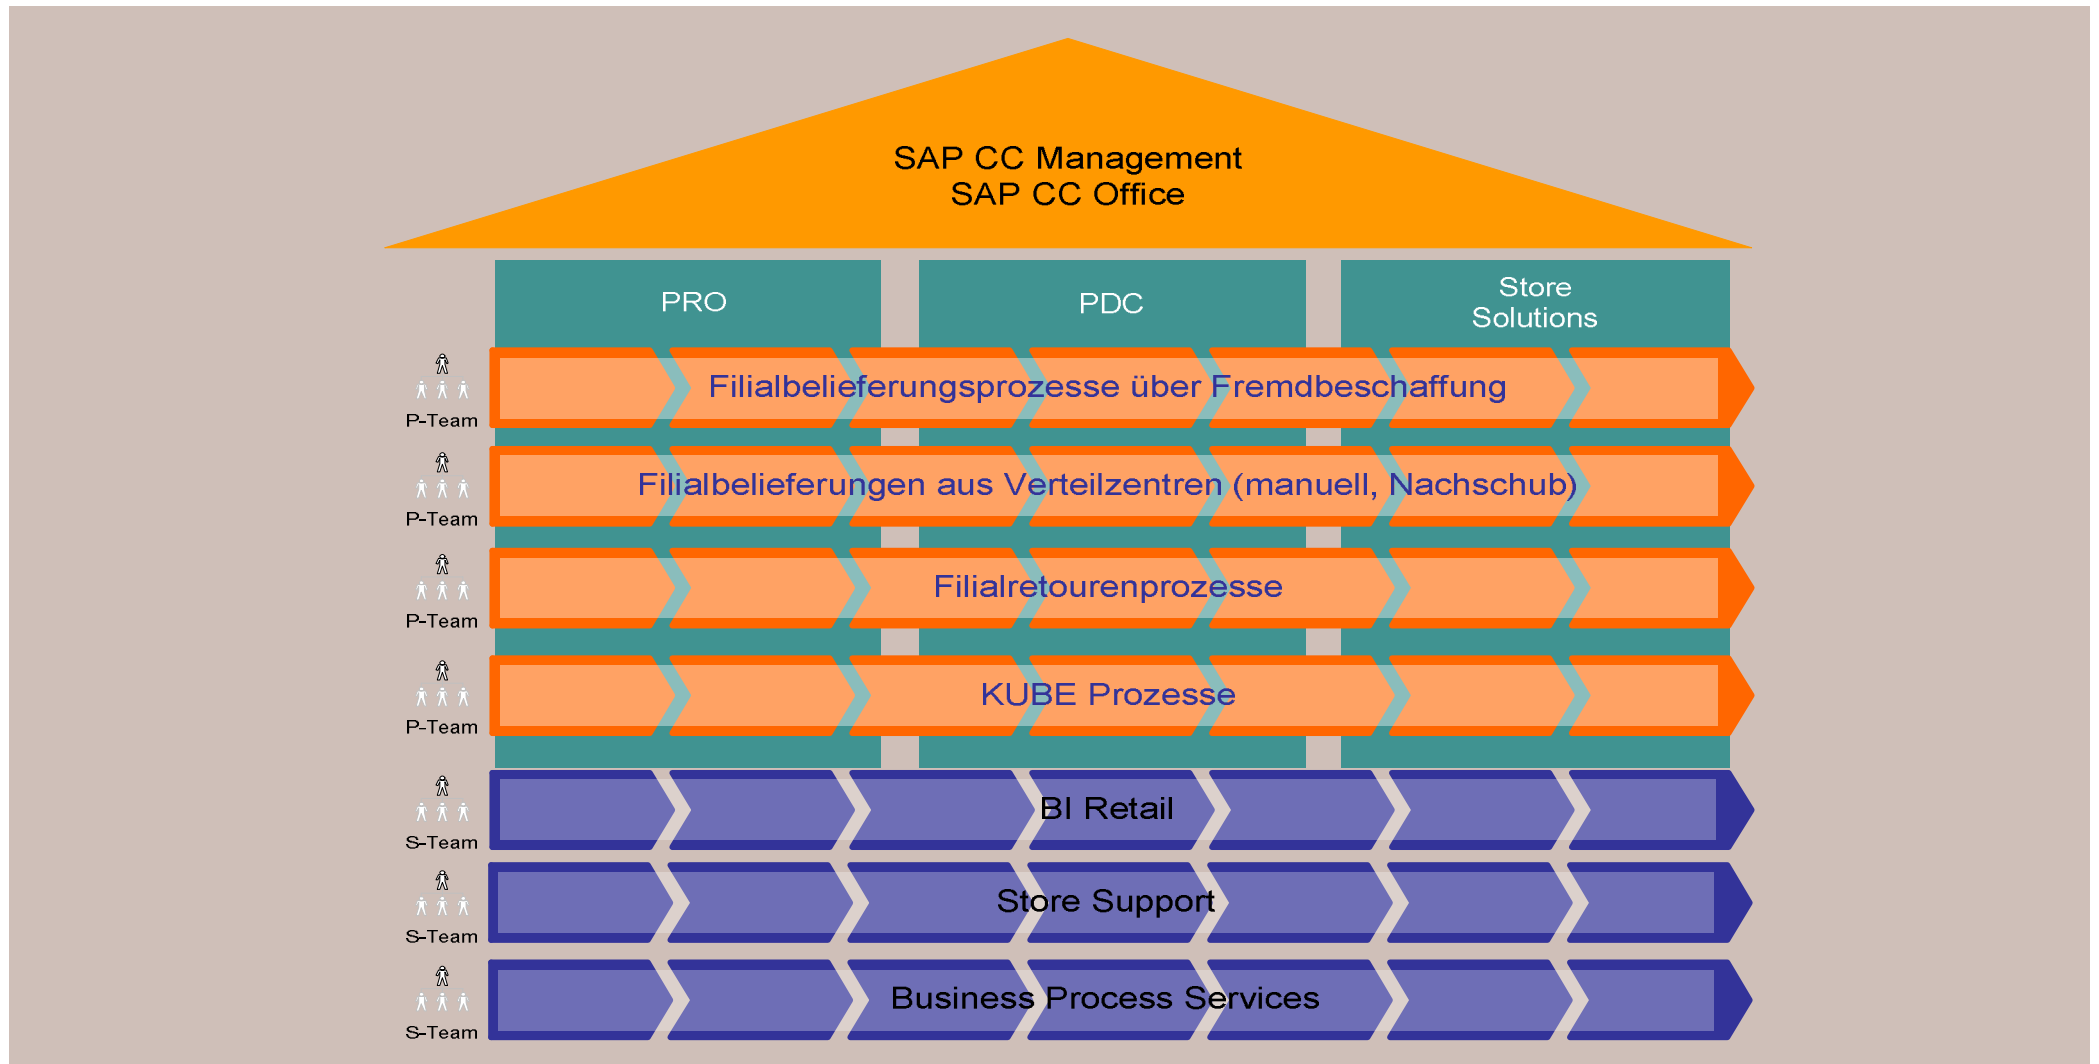 SAP CC Management
SAP CC Office
PRO
PDC
Store
Solutions
P-Team
Filialbelieferungsprozesse über Fremdbeschaffung
P-Team
Filialbelieferungen aus Verteilzentren (manuell, Nachschub)
P-Team
Filialretourenprozesse
P-Team
KUBE Prozesse
S-Team
BI Retail
S-Team
Store Support
S-Team
Business Process Services